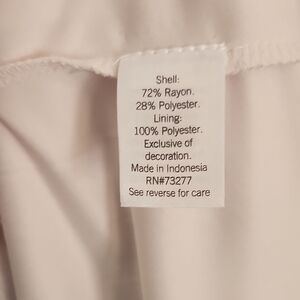 Shell:
72% Rayon.
28% Polyester.
Lining:
100% Polyester.
Exclusive of
decoration.
Made in Indonesia
RN#73277
See reverse for care